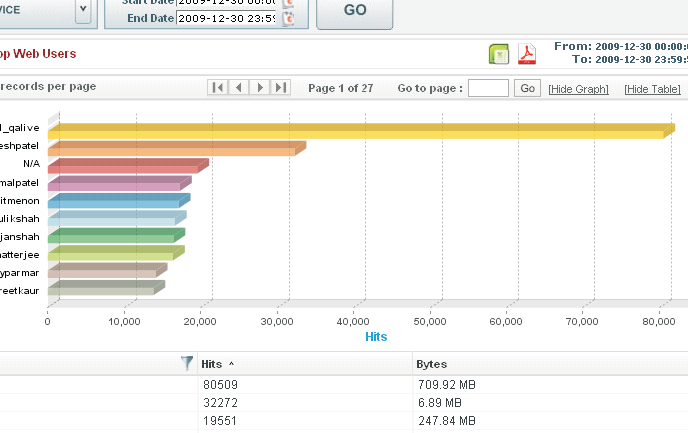 VICE
Start Date 2009-12-30 00:00:0
End Date 2009-12-30 23:59
GO
op Web Users
From: 2009-12-30 00:00:0
To: 2009-12-30 23:59:5
records per page
Page 1 of 27
Go to page :
Go
[Hide Graph]
[Hide Table]
l_qalive
eshpatel
N/A
malpatel
itmenon
ulikshah
janshah
hatterjee
yparmar
reetkaur
0 10,000 20,000 30,000 40,000 50,000 60,000 70,000 80,000
Hits
Hits Bytes
80509 709.92 MB
32272 6.89 MB
19551 247.84 MB